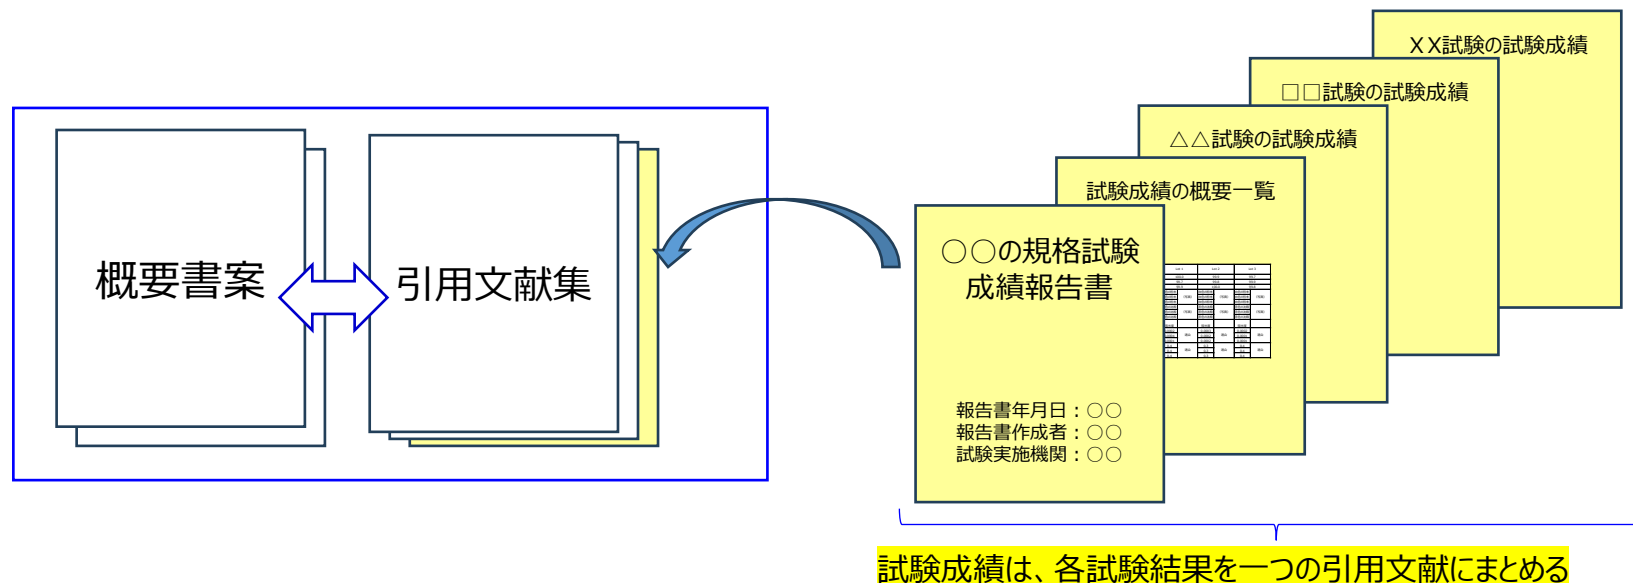 XX試験の試験成績
□□試験の試験成績
△△試験の試験成績
試験成績の概要一覧
○○の規格試験
成績報告書
概要書案
引用文献集
報告書年月日：○○
報告書作成者：○○
試験実施機関：○○
試験成績は、各試験結果を一つの引用文献にまとめる